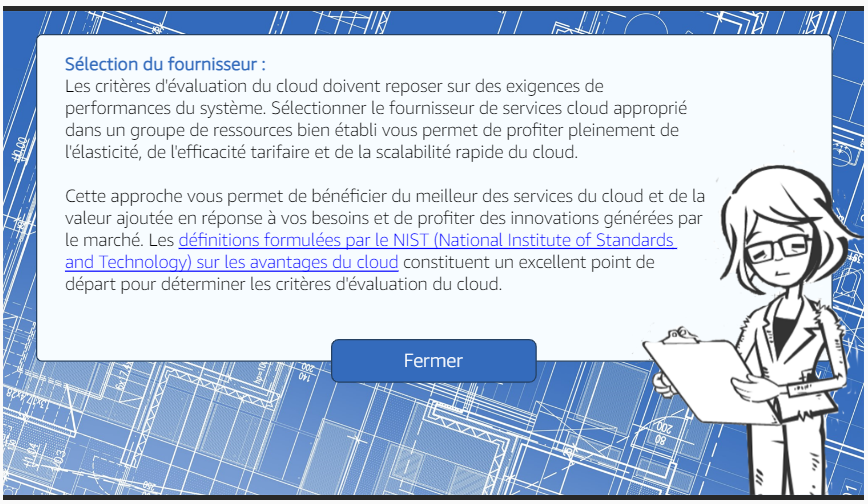 Sélection du fournisseur :
Les critères d'évaluation du cloud doivent reposer sur des exigences de
performances du système. Sélectionner le fournisseur de services cloud approprié
dans un groupe de ressources bien établi vous permet de profiter pleinement de
l'élasticité, de l'efficacité tarifaire et de la scalabilité rapide du cloud.
Cette approche vous permet de bénéficier du meilleur des services du cloud et de la
valeur ajoutée en réponse à vos besoins et de profiter des innovations générées par
le marché. Les définitions formulées par le NIST (National Institute of Standards
and Technology) sur les avantages du cloud constituent un excellent point de
départ pour déterminer les critères d'évaluation du cloud.
Fermer